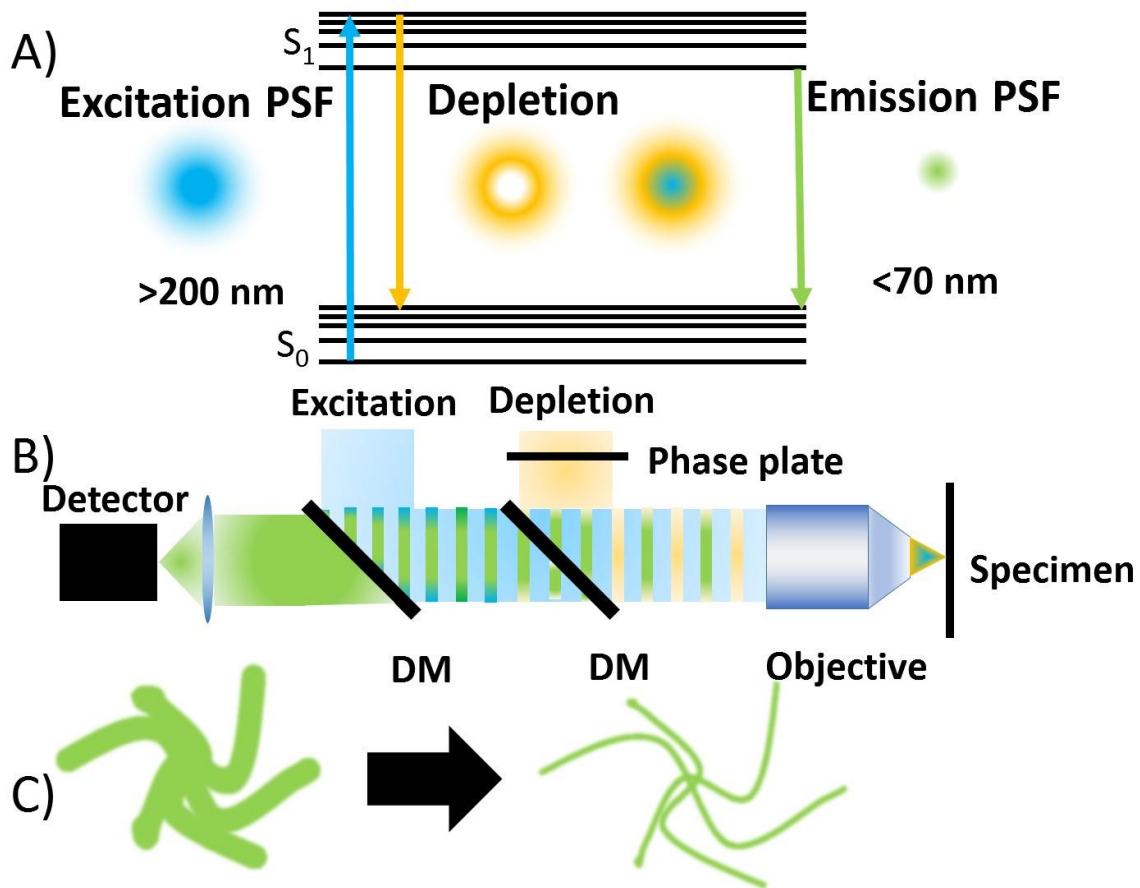 A)
S1
Excitation PSF
Depletion
Emission PSF
>200 nm
<70 nm
S0
Excitation
Depletion
B)
Phase plate
Detector
Specimen
DM
DM
Objective
C)